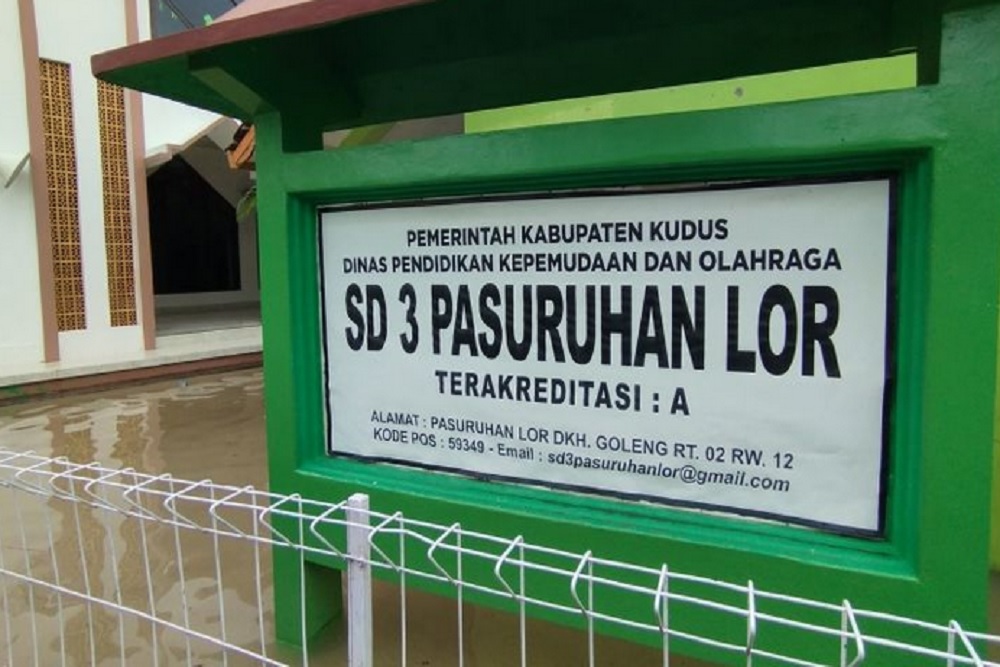 PEMERINTAH KABUPATEN KUDUS
DINAS PENDIDIKAN KEPEMUDAAN DAN OLAHRAGA
SD 3 PASURUHAN LOR
TERAKREDITASI : A
ALAMAT : PASURUHAN LOR DKH. GOLENG RT. 02 RW. 12
KODE POS : 59349 - Email : sd3pasuruhanlor@gmail.com